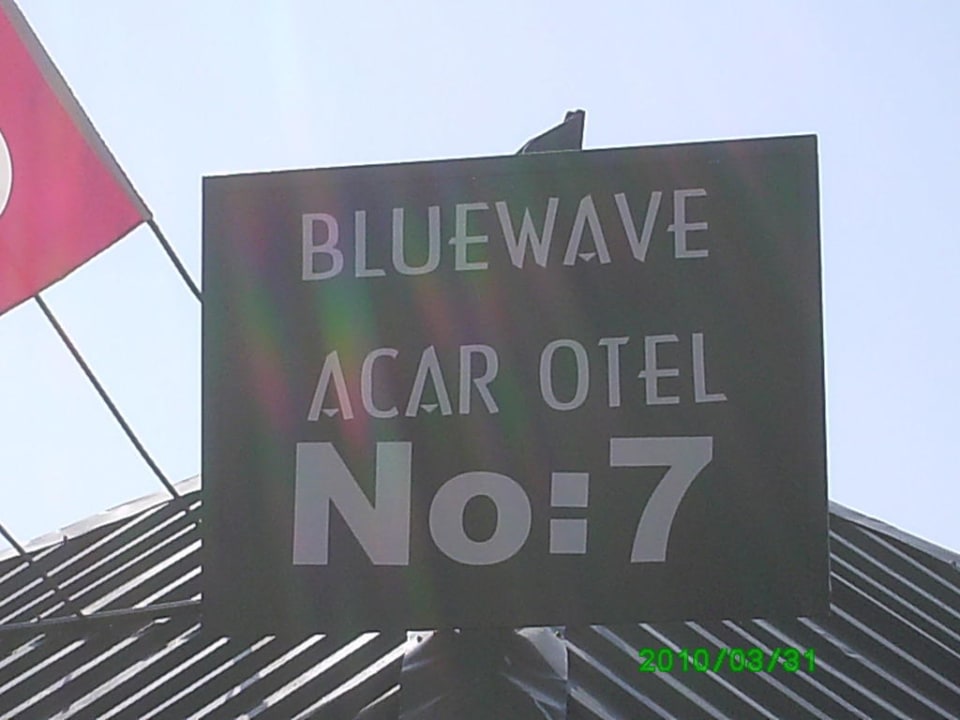 BLUEWAVE
ACAR OTEL
No:7
2010/03/31